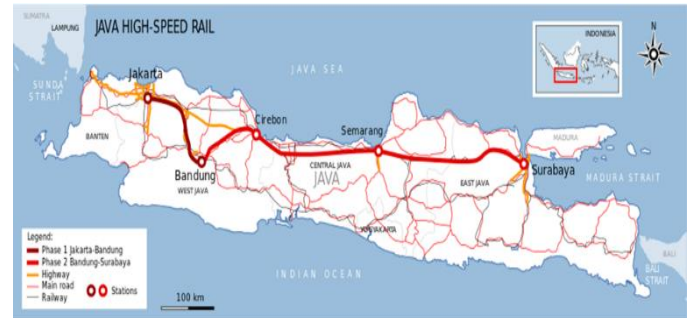 SUMATRA
LAMPUNG
JAVA HIGH-SPEED RAIL
INDONESIA
N
JAVA SEA
Jakarta
SUNDA
STRAIT
Cirebon
Semarang
MADURA
BANTEN
Bandung
WEST JAVA
CENTRAL JAVA
JAVA
EAST JAVA
Surabaya
MADURA STRAIT
YOGYAKARTA
Legend:
Phase 1 Jakarta-Bandung
Phase 2 Bandung-Surabaya
Highway
Main road
Railway
Stations
100 km
INDIAN OCEAN
BALI
BALI
STRAIT